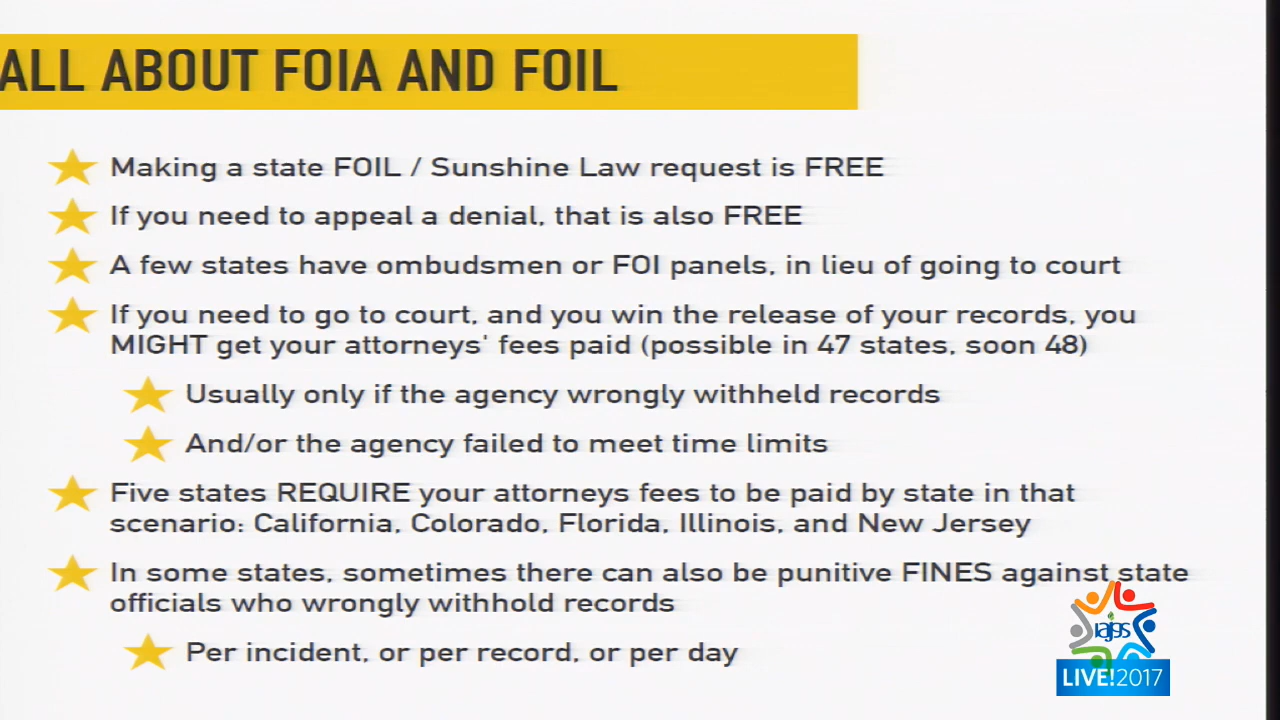 ALL ABOUT FOIA AND FOIL
Making a state FOIL / Sunshine Law request is FREE
If you need to appeal a denial, that is also FREE
A few states have ombudsmen or FOI panels, in lieu of going to court
If you need to go to court, and you win the release of your records, you
MIGHT get your attorneys' fees paid (possible in 47 states, soon 48)
Usually only if the agency wrongly withheld records
And/or the agency failed to meet time limits
Five states REQUIRE your attorneys fees to be paid by state in that
scenario: California, Colorado, Florida, Illinois, and New Jersey
In some states, sometimes there can also be punitive FINES against state
officials who wrongly withhold records
Per incident, or per record, or per day
iajgs
LIVE!2017